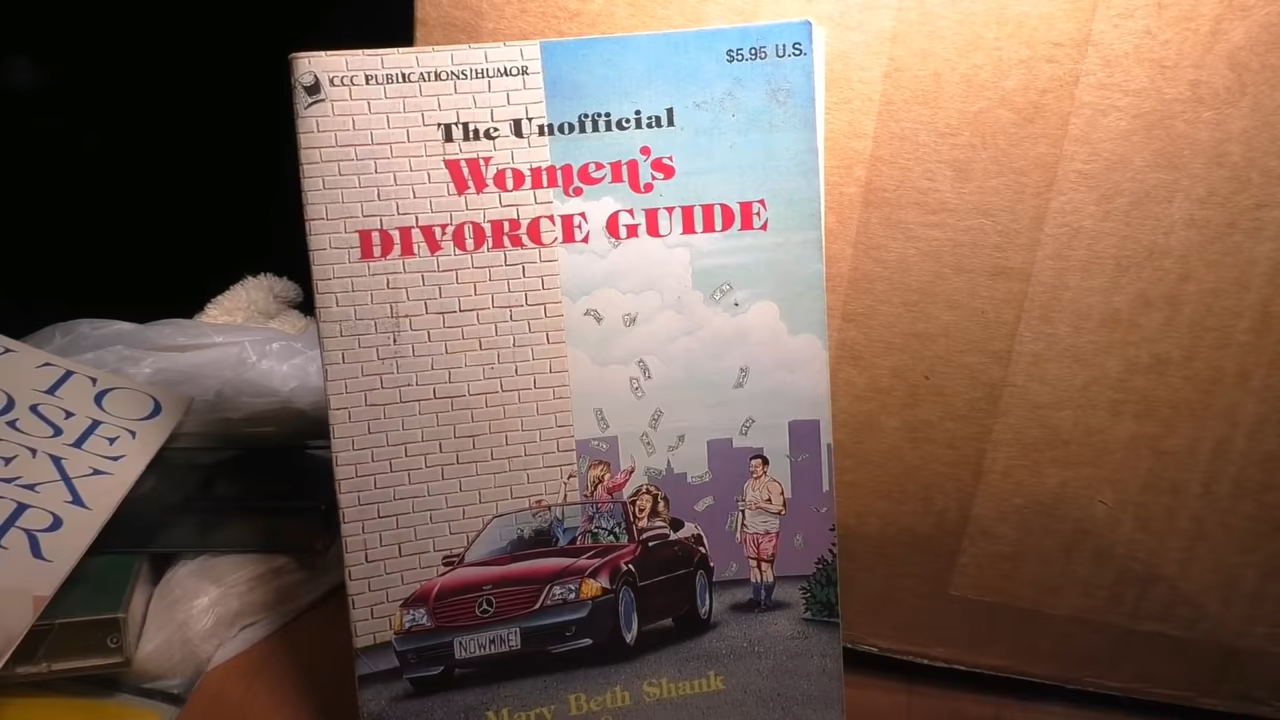 CCC PUBLICATIONS/HUMOR
$5.95 U.S.
The Unofficial
Women's
DIVORCE GUIDE
NOWMINE!
Mary Beth Shank
&
TO
OSE
EX
R